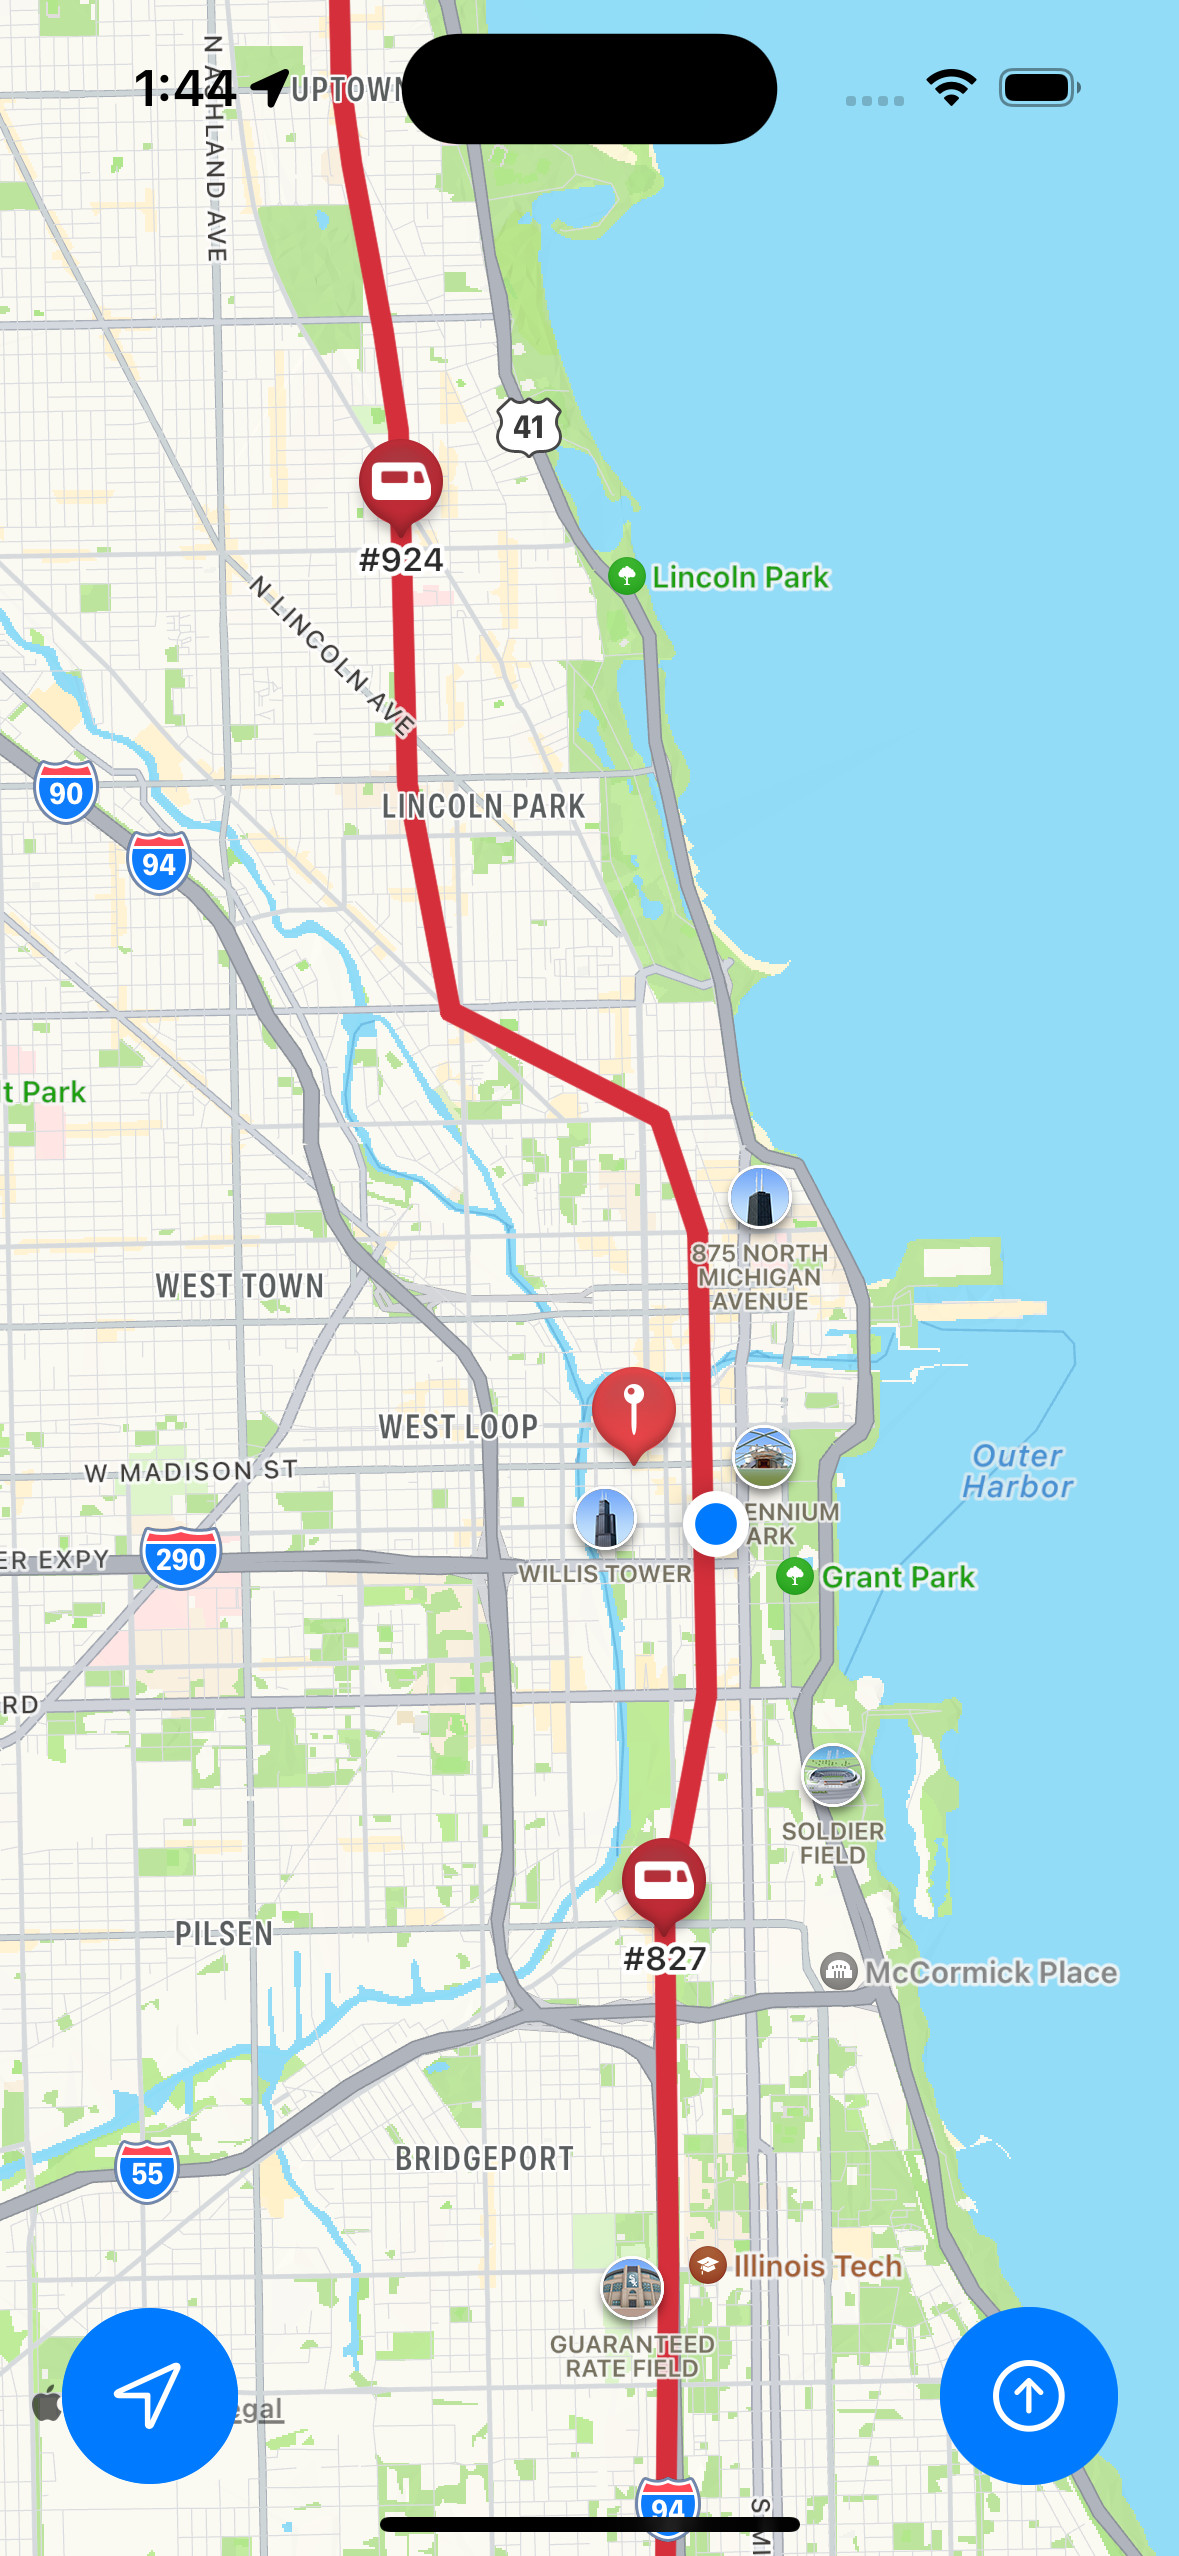 1:44
UPTOWN
N ASHLAND AVE
41
#924
Lincoln Park
N LINCOLN AVE
90
LINCOLN PARK
94
Park
875 NORTH
MICHIGAN
AVENUE
WEST TOWN
WEST LOOP
W MADISON ST
Outer
Harbor
ENNIUM
ARK
ER EXPY
290
WILLIS TOWER
Grant Park
RD
SOLDIER
FIELD
PILSEN
#827
McCormick Place
BRIDGEPORT
55
Illinois Tech
GUARANTEED
RATE FIELD
egal
94
S MI